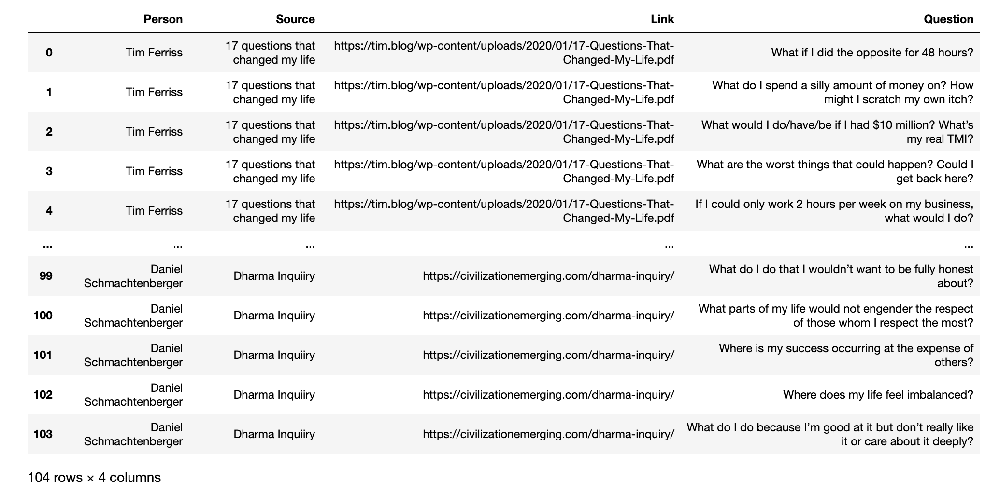 Person Source Link Question
0 Tim Ferriss 17 questions that changed my life https://tim.blog/wp-content/uploads/2020/01/17-Questions-That-Changed-My-Life.pdf What if I did the opposite for 48 hours?
1 Tim Ferriss 17 questions that changed my life https://tim.blog/wp-content/uploads/2020/01/17-Questions-That-Changed-My-Life.pdf What do I spend a silly amount of money on? How might I scratch my own itch?
2 Tim Ferriss 17 questions that changed my life https://tim.blog/wp-content/uploads/2020/01/17-Questions-That-Changed-My-Life.pdf What would I do/have/be if I had $10 million? What’s my real TMI?
3 Tim Ferriss 17 questions that changed my life https://tim.blog/wp-content/uploads/2020/01/17-Questions-That-Changed-My-Life.pdf What are the worst things that could happen? Could I get back here?
4 Tim Ferriss 17 questions that changed my life https://tim.blog/wp-content/uploads/2020/01/17-Questions-That-Changed-My-Life.pdf If I could only work 2 hours per week on my business, what would I do?
... ... ... ... ...
99 Daniel Schmachtenberger Dharma Inquiiry https://civilizationemerging.com/dharma-inquiry/ What do I do that I wouldn’t want to be fully honest about?
100 Daniel Schmachtenberger Dharma Inquiiry https://civilizationemerging.com/dharma-inquiry/ What parts of my life would not engender the respect of those whom I respect the most?
101 Daniel Schmachtenberger Dharma Inquiiry https://civilizationemerging.com/dharma-inquiry/ Where is my success occurring at the expense of others?
102 Daniel Schmachtenberger Dharma Inquiiry https://civilizationemerging.com/dharma-inquiry/ Where does my life feel imbalanced?
103 Daniel Schmachtenberger Dharma Inquiiry https://civilizationemerging.com/dharma-inquiry/ What do I do because I’m good at it but don’t really like it or care about it deeply?
104 rows × 4 columns